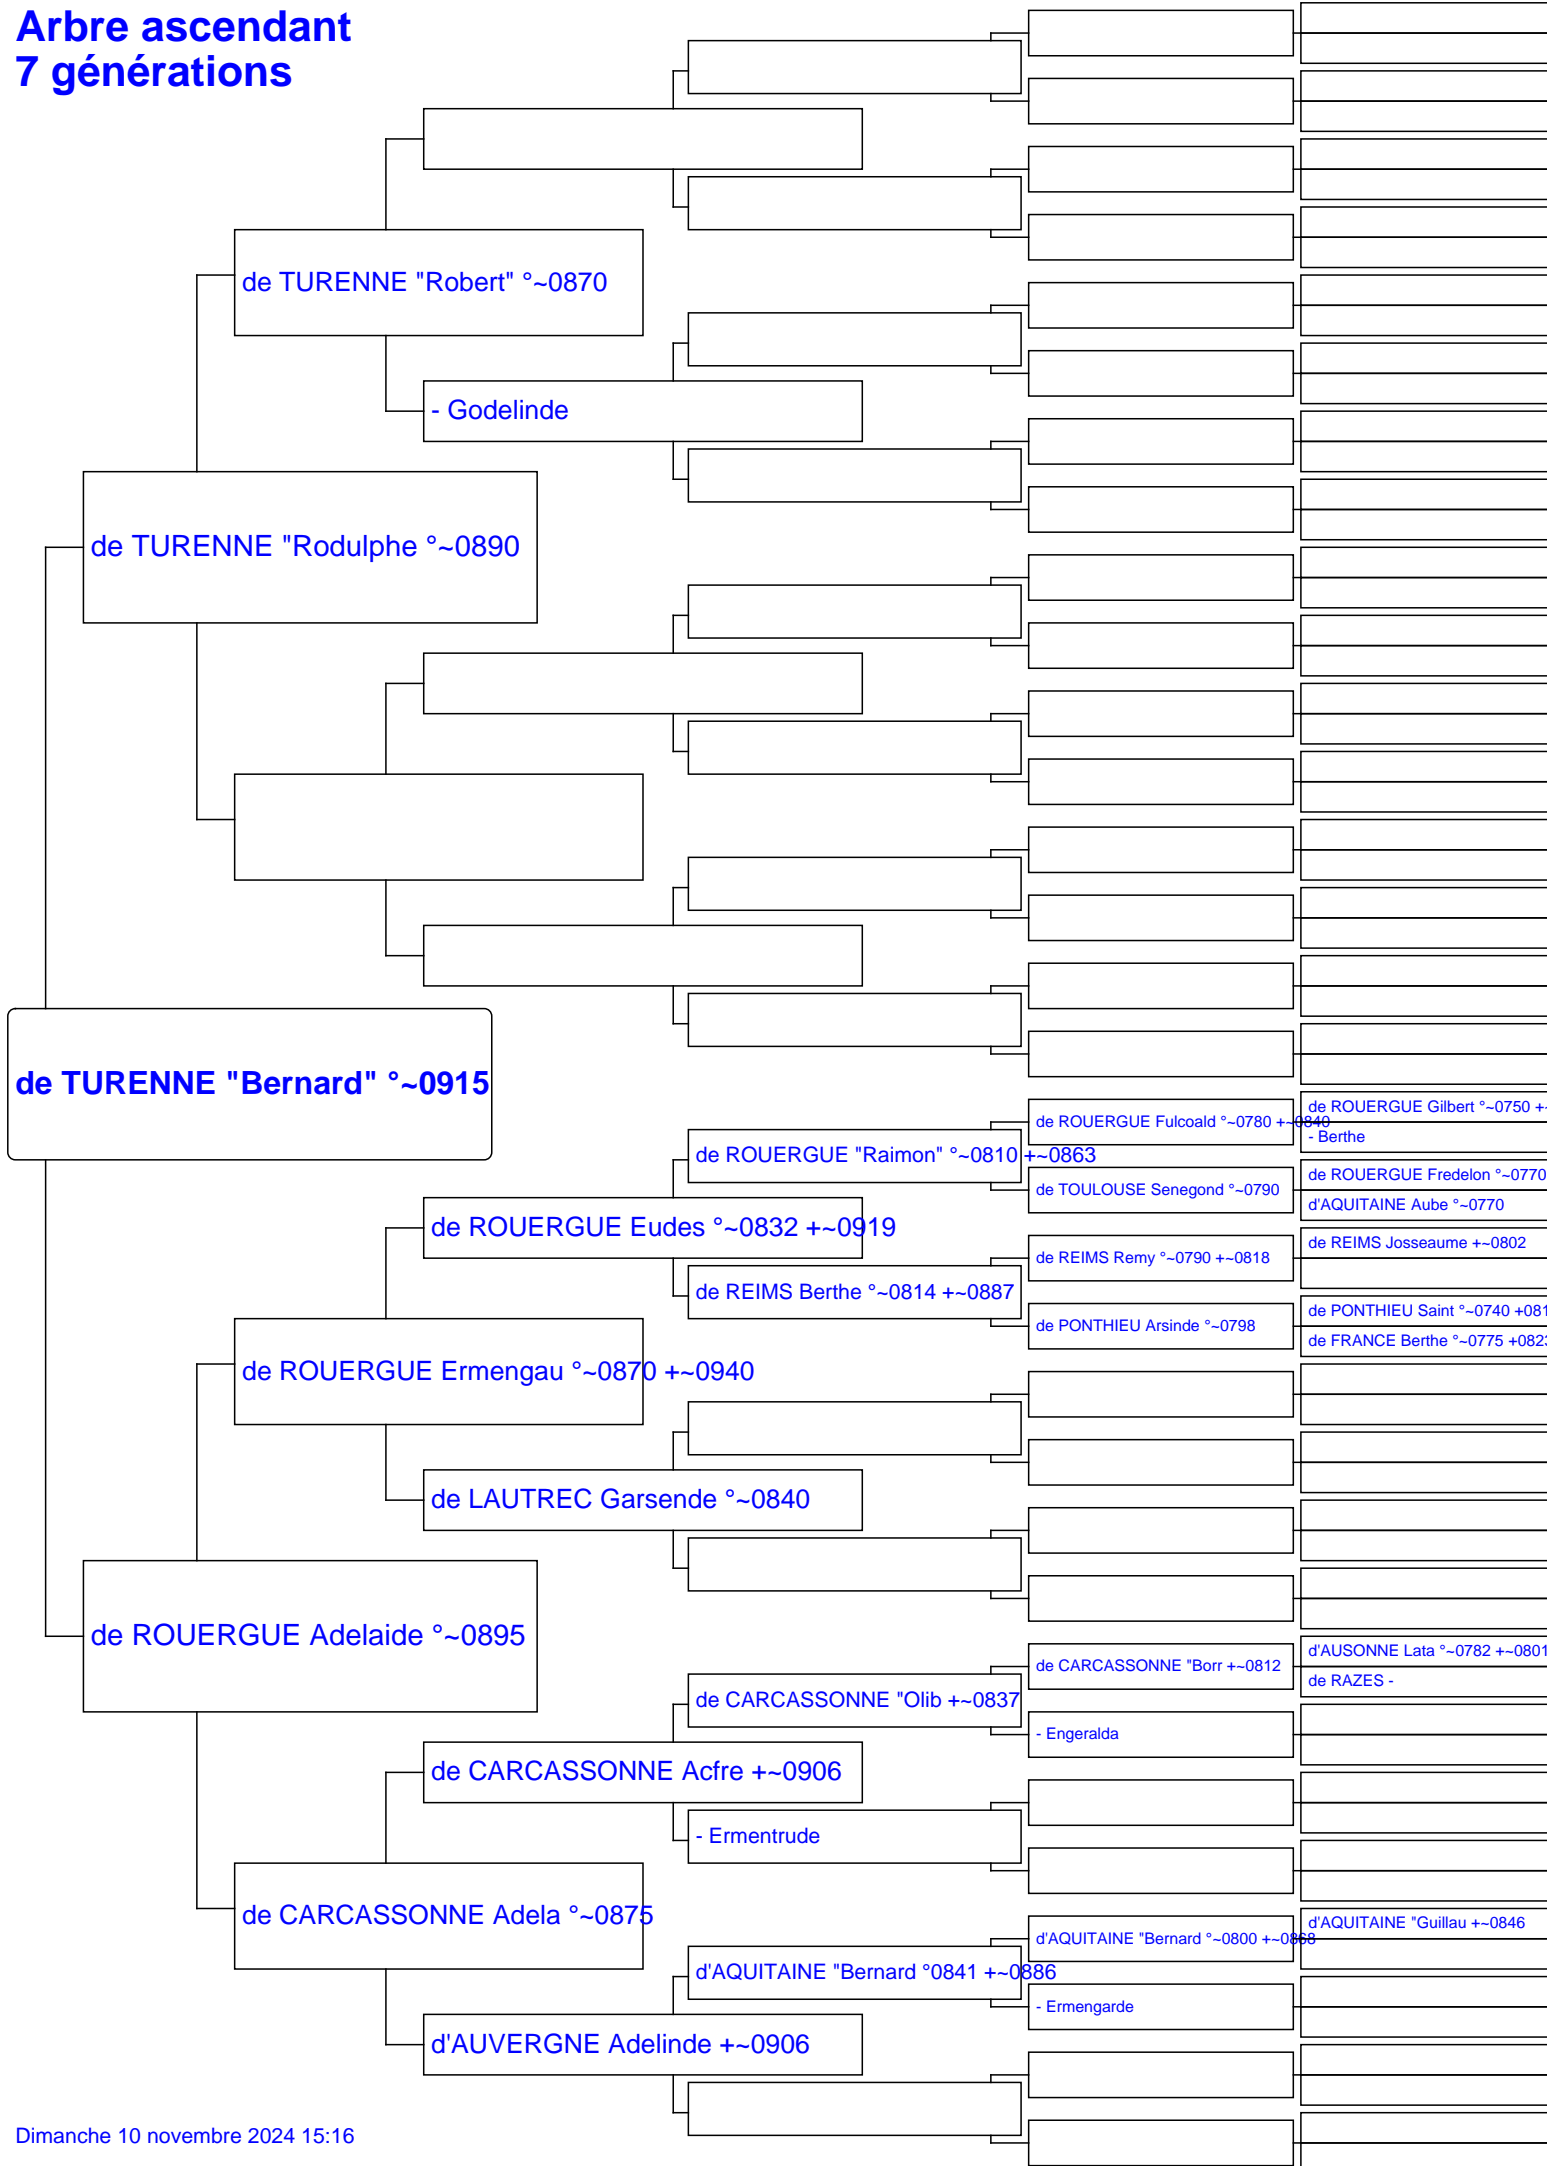 Arbre ascendant
7 générations
de TURENNE "Robert" °~0870
- Godelinde
de TURENNE "Rodulphe °~0890
de TURENNE "Bernard" °~0915
de ROUERGUE Gilbert °~0750 +~
de ROUERGUE Fulcoald °~0780 +~0840
- Berthe
de ROUERGUE "Raimon" °~0810 +~0863
de ROUERGUE Fredelon °~0770
de TOULOUSE Senegond °~0790
d'AQUITAINE Aube °~0770
de ROUERGUE Eudes °~0832 +~0919
de REIMS Josseaume +~0802
de REIMS Remy °~0790 +~0818
de REIMS Berthe °~0814 +~0887
de PONTHIEU Saint °~0740 +081
de PONTHIEU Arsinde °~0798
de FRANCE Berthe °~0775 +0823
de ROUERGUE Ermengau °~0870 +~0940
de LAUTREC Garsende °~0840
de ROUERGUE Adelaide °~0895
d'AUSONNE Lata °~0782 +~0801
de CARCASSONNE "Borr +~0812
de RAZES -
de CARCASSONNE "Olib +~0837
- Engeralda
de CARCASSONNE Acfre +~0906
- Ermentrude
de CARCASSONNE Adela °~0875
d'AQUITAINE "Guillau +~0846
d'AQUITAINE "Bernard °~0800 +~0868
d'AQUITAINE "Bernard °0841 +~0886
- Ermengarde
d'AUVERGNE Adelinde +~0906
Dimanche 10 novembre 2024 15:16